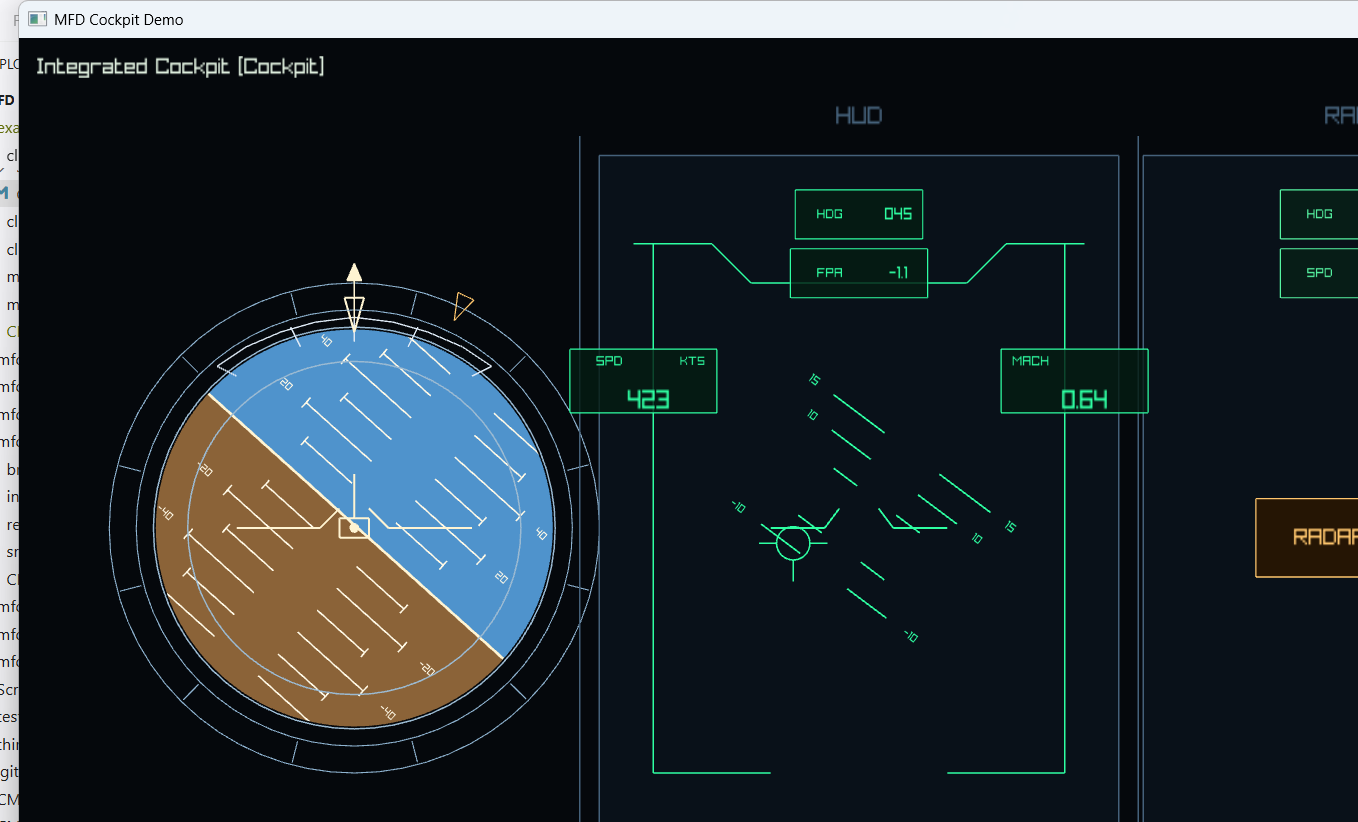 MFD Cockpit Demo
Integrated Cockpit [Cockpit]
HUD
HDG 045
HDG
FPA -1.1
SPD
SPD KTS
423
MACH
0.64
40
20
-20
-40
40
20
-20
-40
15
10
-10
15
10
-10